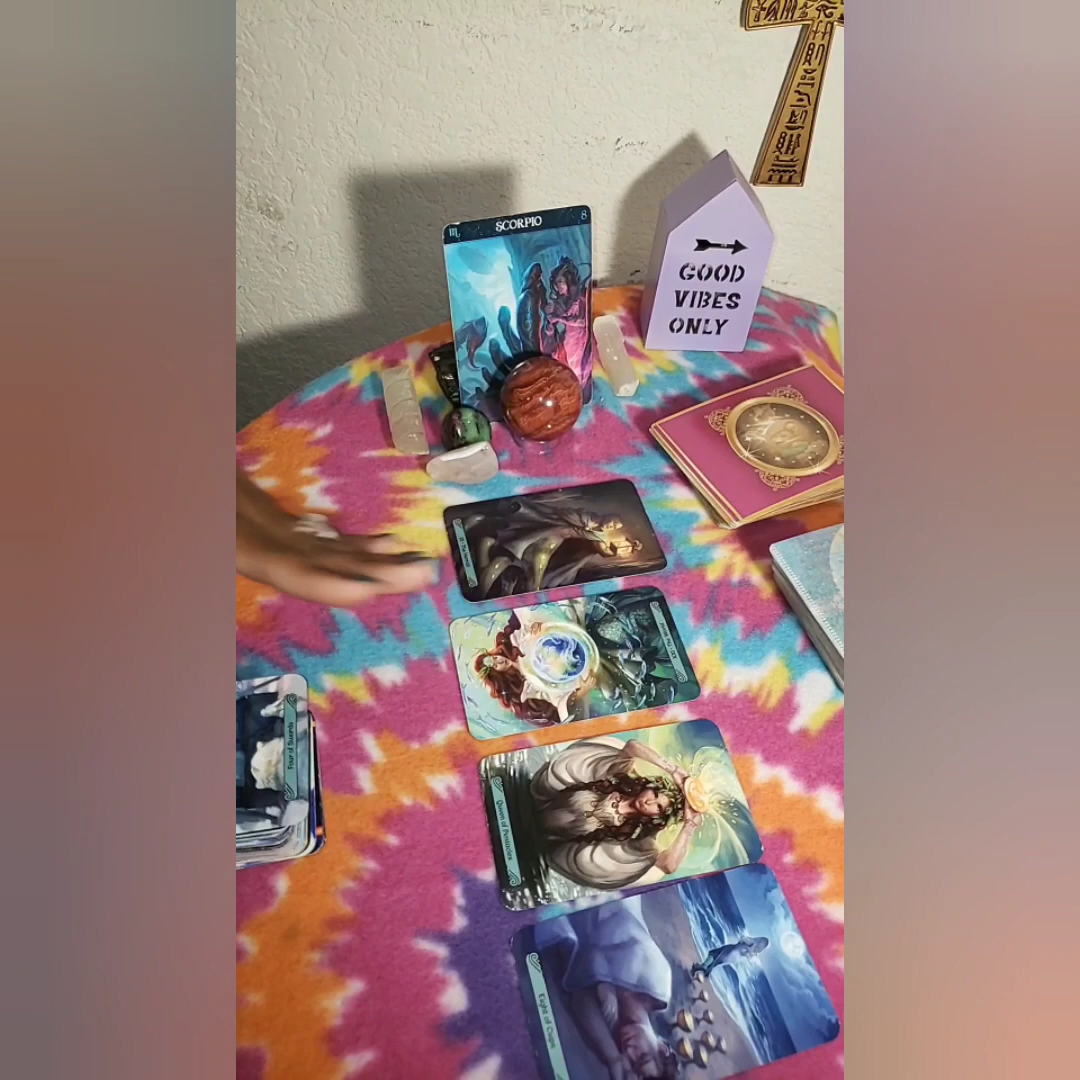 ♏ SCORPIO 8
GOOD
VIBES
ONLY
Four of Swords
Queen of Pentacles
Eight of Cups